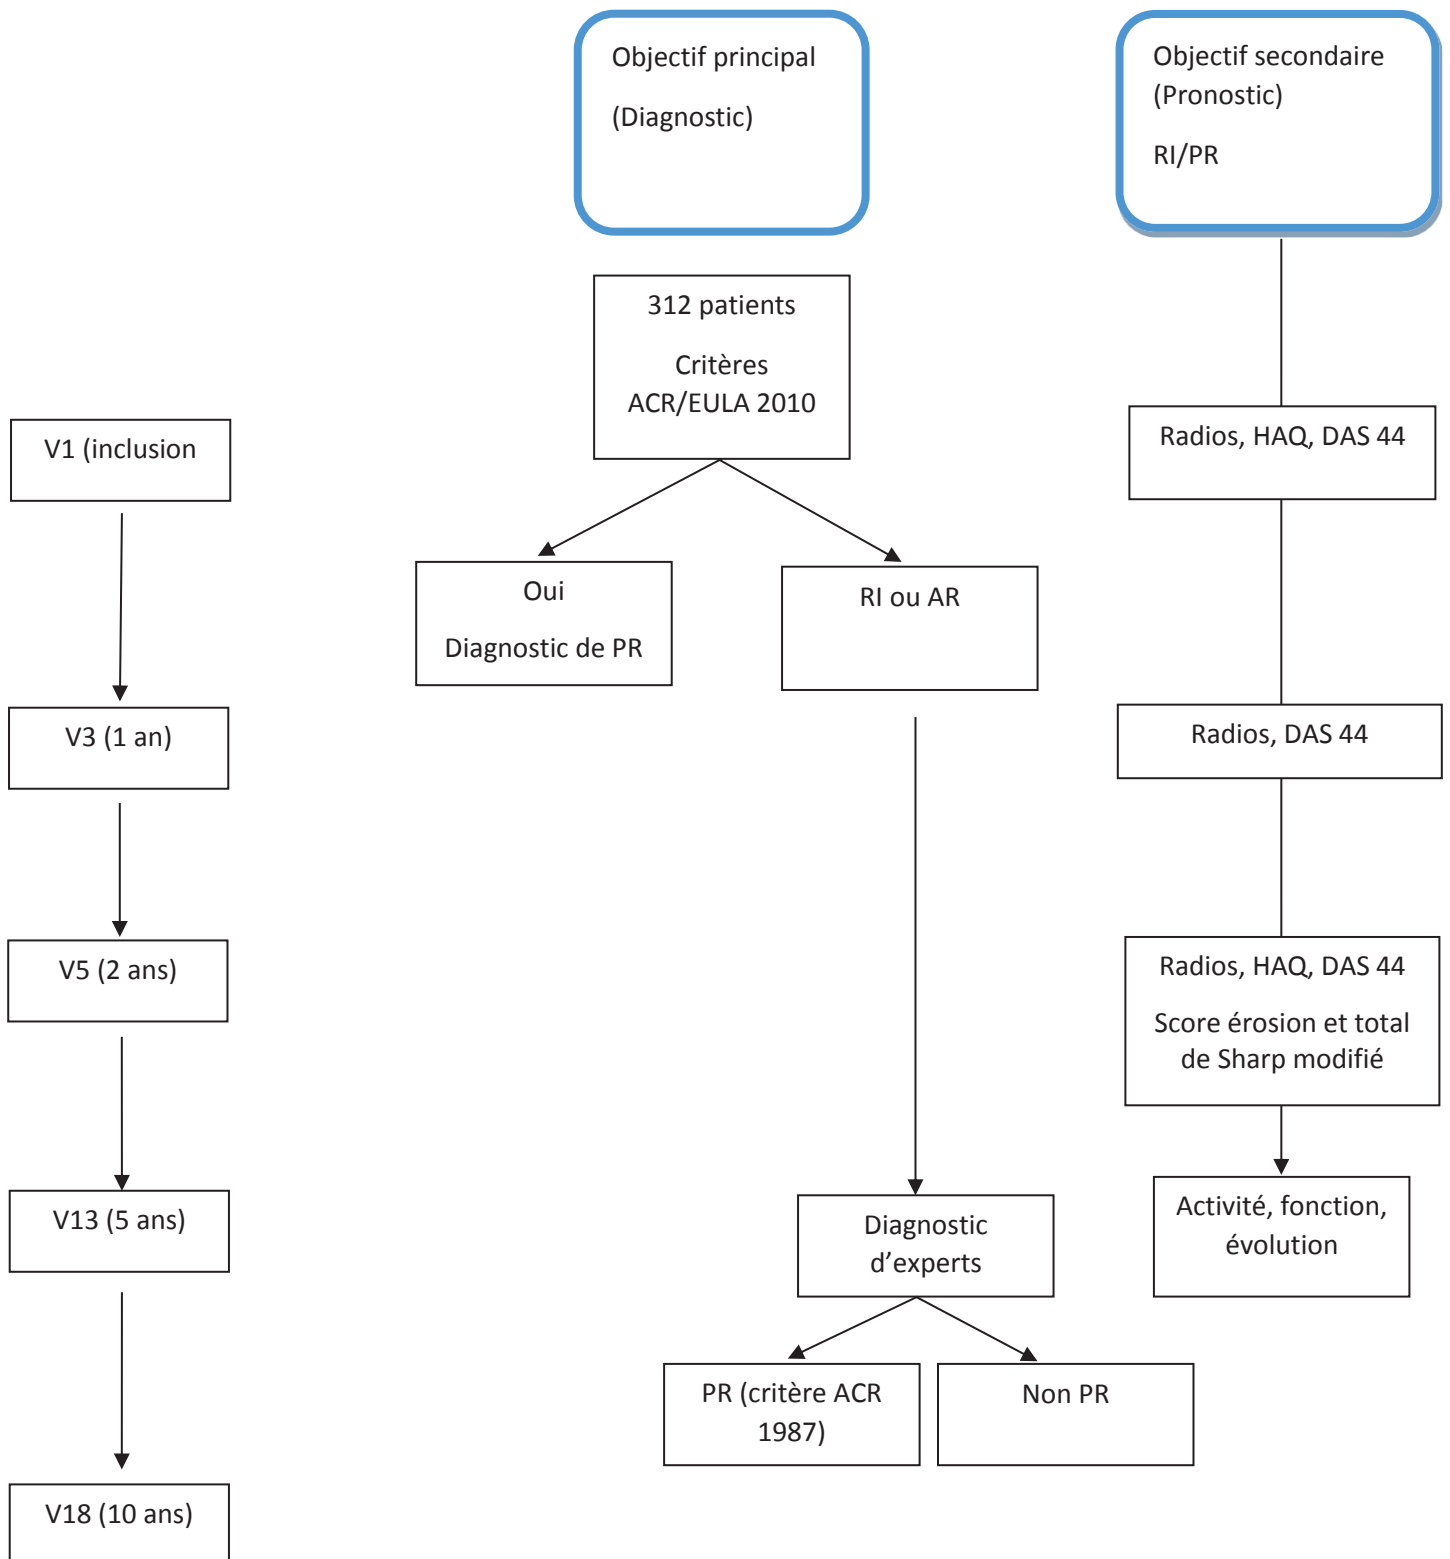 Objectif principal
(Diagnostic)
Objectif secondaire
(Pronostic)
RI/PR
312 patients
Critères
ACR/EULA 2010
V1 (inclusion
Radios, HAQ, DAS 44
Oui
Diagnostic de PR
RI ou AR
V3 (1 an)
Radios, DAS 44
V5 (2 ans)
Radios, HAQ, DAS 44
Score érosion et total
de Sharp modifié
V13 (5 ans)
Diagnostic
d’experts
Activité, fonction,
évolution
PR (critère ACR
1987)
Non PR
V18 (10 ans)